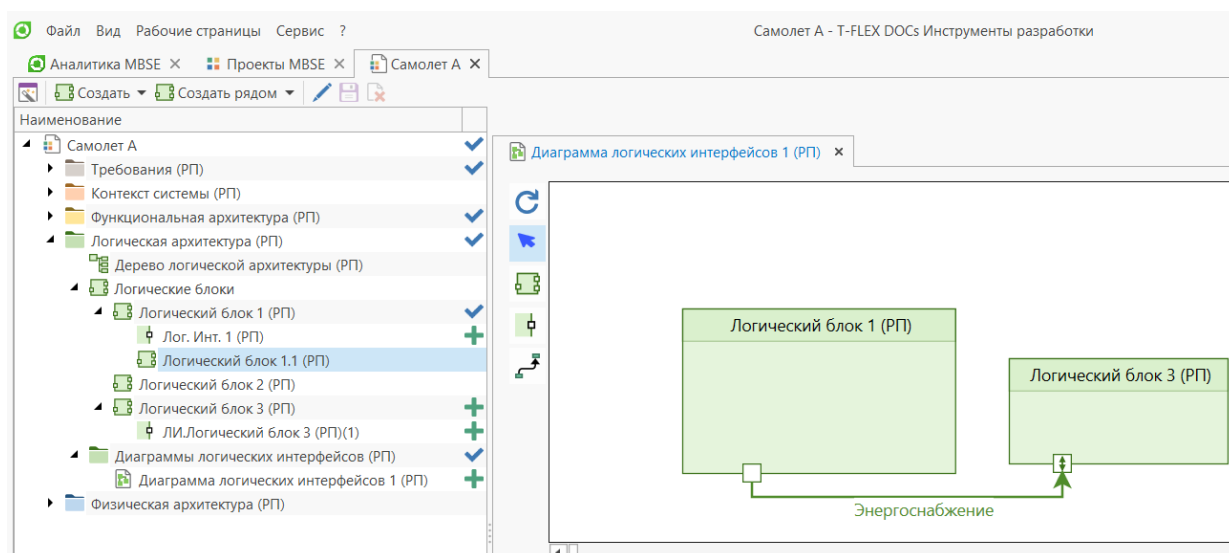 Файл Вид Рабочие страницы Сервис ?
Самолет А - T-FLEX DOCs Инструменты разработки
Аналитика MBSE Проекты MBSE Самолет А
Создать Создать рядом
Наименование
Самолет А
Требования (РП)
Контекст системы (РП)
Функциональная архитектура (РП)
Логическая архитектура (РП)
Дерево логической архитектуры (РП)
Логические блоки
Логический блок 1 (РП)
Лог. Инт. 1 (РП)
Логический блок 1.1 (РП)
Логический блок 2 (РП)
Логический блок 3 (РП)
ЛИ.Логический блок 3 (РП)(1)
Диаграммы логических интерфейсов (РП)
Диаграмма логических интерфейсов 1 (РП)
Физическая архитектура (РП)
Диаграмма логических интерфейсов 1 (РП)
Логический блок 1 (РП)
Логический блок 3 (РП)
Энергоснабжение